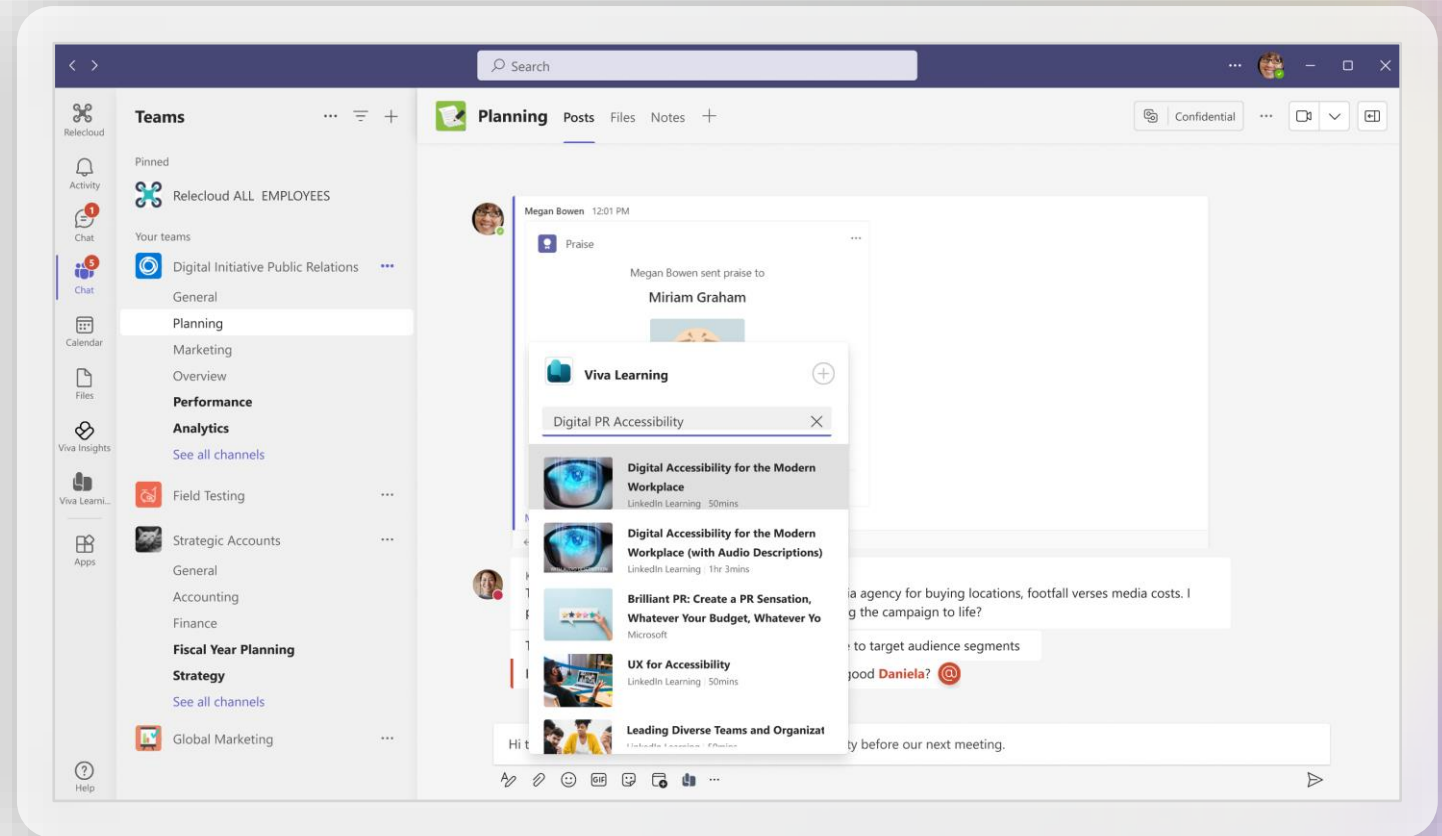 Search
Relecloud
Activity
1
Chat
5
Chat
Calendar
Files
Viva Insights
Viva Learni...
Apps
Help
Teams
Pinned
Relecloud ALL EMPLOYEES
Your teams
Digital Initiative Public Relations
General
Planning
Marketing
Overview
Performance
Analytics
See all channels
Field Testing
Strategic Accounts
General
Accounting
Finance
Fiscal Year Planning
Strategy
See all channels
Global Marketing
Planning Posts Files Notes
Confidential
Megan Bowen 12:01 PM
Praise
Megan Bowen sent praise to
Miriam Graham
Viva Learning
Digital PR Accessibility
Digital Accessibility for the Modern
Workplace
LinkedIn Learning 50mins
Digital Accessibility for the Modern
Workplace (with Audio Descriptions)
LinkedIn Learning 1hr 3mins
Brilliant PR: Create a PR Sensation,
Whatever Your Budget, Whatever Yo
Microsoft
UX for Accessibility
LinkedIn Learning 50mins
Leading Diverse Teams and Organizat
agency for buying locations, footfall verses media costs. I
the campaign to life?
to target audience segments
good Daniela? @
Hi
before our next meeting.
GIF